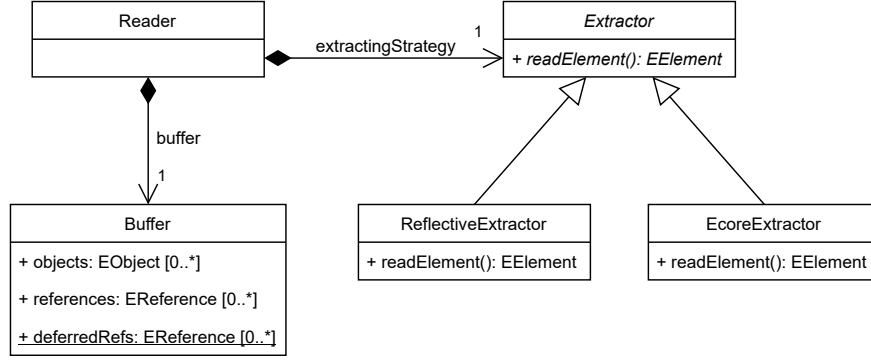 Reader
Extractor
1
extractingStrategy
+ readElement(): EElement
buffer
1
Buffer
ReflectiveExtractor
EcoreExtractor
+ objects: EObject [0..*]
+ readElement(): EElement
+ readElement(): EElement
+ references: EReference [0..*]
+ deferredRefs: EReference [0..*]